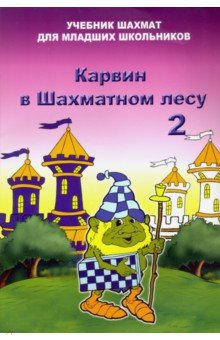 УЧЕБНИК ШАХМАТ
ДЛЯ МЛАДШИХ ШКОЛЬНИКОВ
Карвин
в Шахматном лесу
2